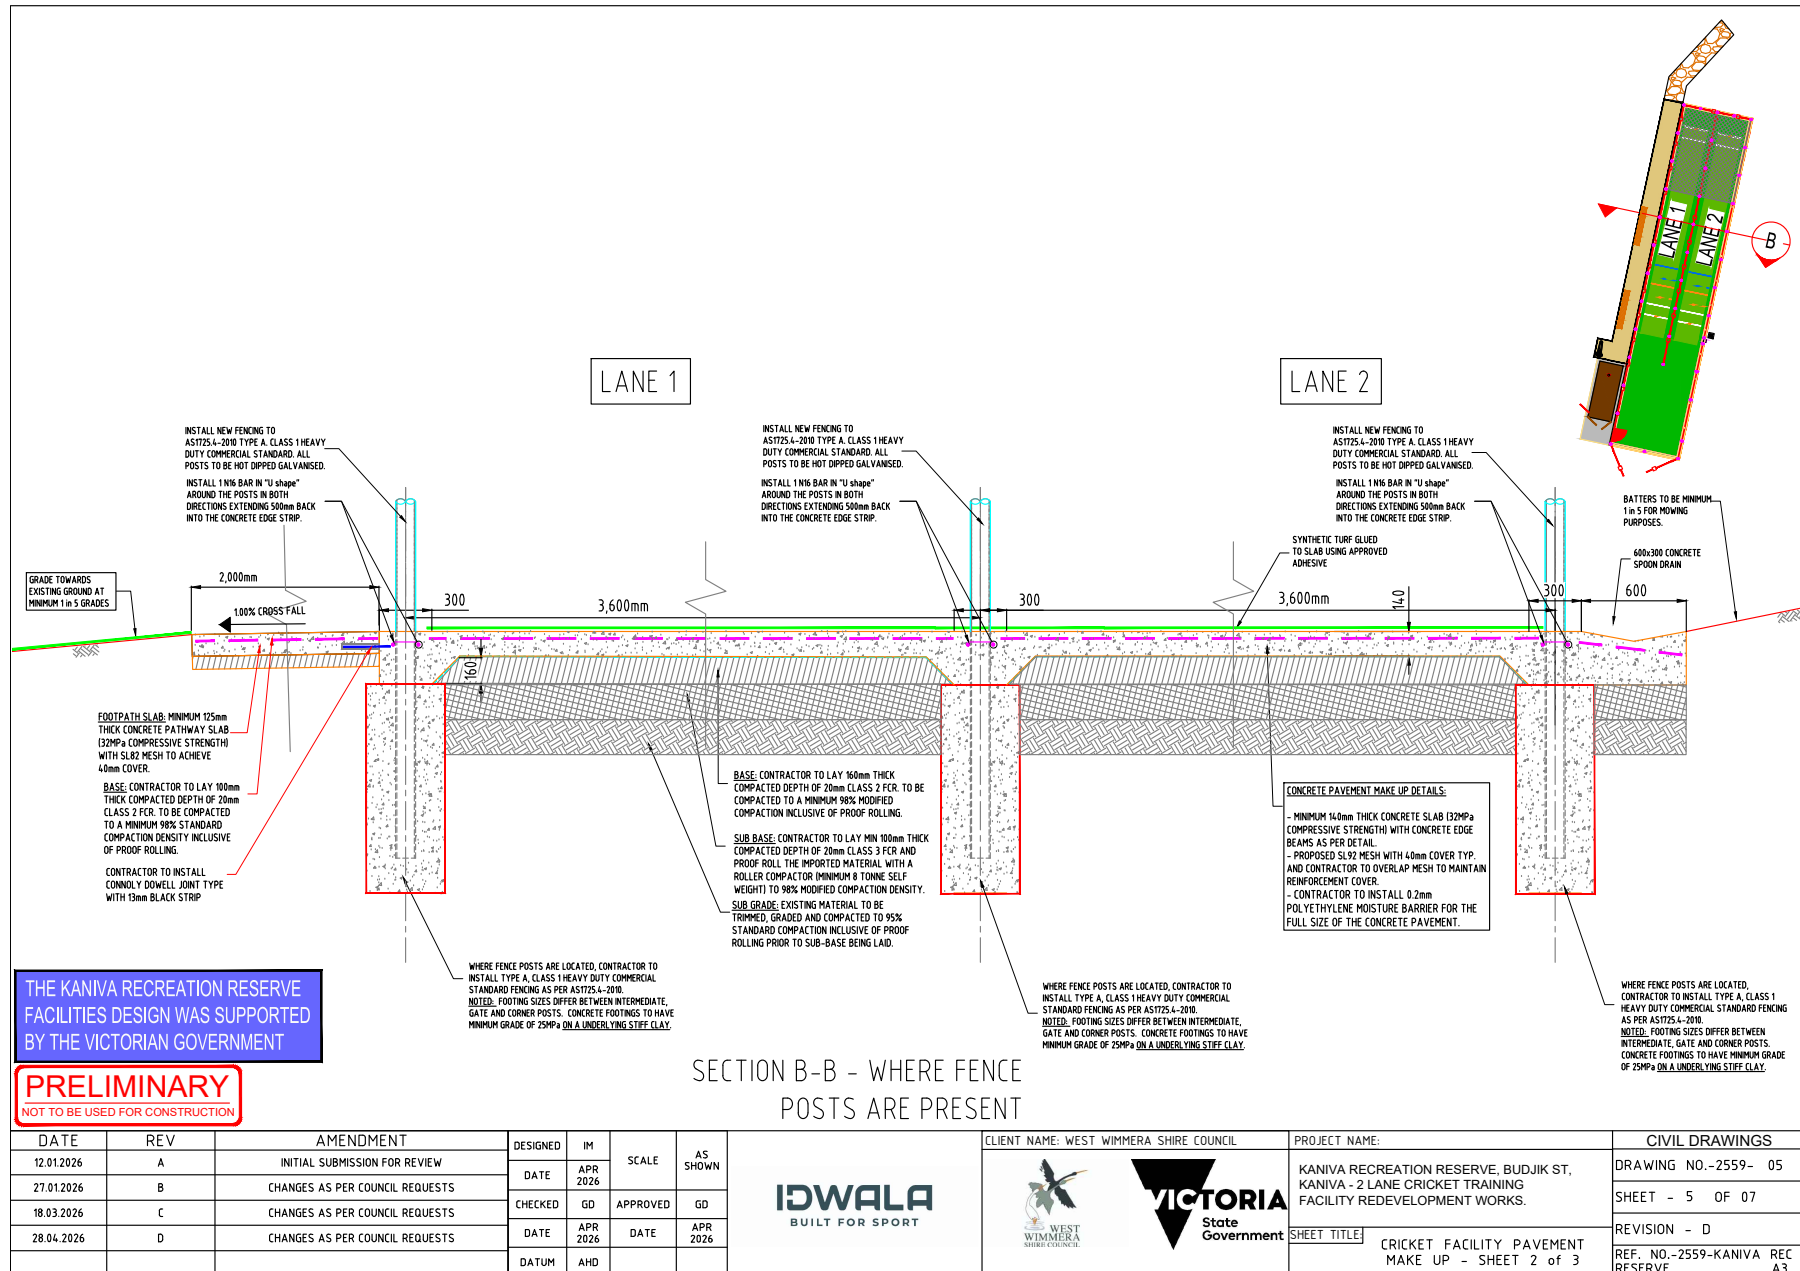 LANE 1
LANE 2
B
LANE 1
LANE 2
INSTALL NEW FENCING TO
AS1725.4-2010 TYPE A. CLASS 1 HEAVY
DUTY COMMERCIAL STANDARD. ALL
POSTS TO BE HOT DIPPED GALVANISED.
INSTALL 1 N16 BAR IN "U shape"
AROUND THE POSTS IN BOTH
DIRECTIONS EXTENDING 500mm BACK
INTO THE CONCRETE EDGE STRIP.
INSTALL NEW FENCING TO
AS1725.4-2010 TYPE A. CLASS 1 HEAVY
DUTY COMMERCIAL STANDARD. ALL
POSTS TO BE HOT DIPPED GALVANISED.
INSTALL 1 N16 BAR IN "U shape"
AROUND THE POSTS IN BOTH
DIRECTIONS EXTENDING 500mm BACK
INTO THE CONCRETE EDGE STRIP.
INSTALL NEW FENCING TO
AS1725.4-2010 TYPE A. CLASS 1 HEAVY
DUTY COMMERCIAL STANDARD. ALL
POSTS TO BE HOT DIPPED GALVANISED.
INSTALL 1 N16 BAR IN "U shape"
AROUND THE POSTS IN BOTH
DIRECTIONS EXTENDING 500mm BACK
INTO THE CONCRETE EDGE STRIP.
BATTERS TO BE MINIMUM
1 in 5 FOR MOWING
PURPOSES.
SYNTHETIC TURF GLUED
TO SLAB USING APPROVED
ADHESIVE
600x300 CONCRETE
SPOON DRAIN
GRADE TOWARDS
EXISTING GROUND AT
MINIMUM 1 in 5 GRADES
2,000mm
1.00% CROSS FALL
300
3,600mm
300
3,600mm
140
300
600
160
FOOTPATH SLAB: MINIMUM 125mm
THICK CONCRETE PATHWAY SLAB
(32MPa COMPRESSIVE STRENGTH)
WITH SL82 MESH TO ACHIEVE
40mm COVER.
BASE: CONTRACTOR TO LAY 100mm
THICK COMPACTED DEPTH OF 20mm
CLASS 2 FCR. TO BE COMPACTED
TO A MINIMUM 98% STANDARD
COMPACTION DENSITY INCLUSIVE
OF PROOF ROLLING.
CONTRACTOR TO INSTALL
CONNOLY DOWELL JOINT TYPE
WITH 13mm BLACK STRIP
BASE: CONTRACTOR TO LAY 160mm THICK
COMPACTED DEPTH OF 20mm CLASS 2 FCR. TO BE
COMPACTED TO A MINIMUM 98% MODIFIED
COMPACTION INCLUSIVE OF PROOF ROLLING.
SUB BASE: CONTRACTOR TO LAY MIN 100mm THICK
COMPACTED DEPTH OF 20mm CLASS 3 FCR AND
PROOF ROLL THE IMPORTED MATERIAL WITH A
ROLLER COMPACTOR (MINIMUM 8 TONNE SELF
WEIGHT) TO 98% MODIFIED COMPACTION DENSITY.
SUB GRADE: EXISTING MATERIAL TO BE
TRIMMED, GRADED AND COMPACTED TO 95%
STANDARD COMPACTION INCLUSIVE OF PROOF
ROLLING PRIOR TO SUB-BASE BEING LAID.
CONCRETE PAVEMENT MAKE UP DETAILS:
- MINIMUM 140mm THICK CONCRETE SLAB (32MPa
COMPRESSIVE STRENGTH) WITH CONCRETE EDGE
BEAMS AS PER DETAIL.
- PROPOSED SL92 MESH WITH 40mm COVER TYP.
AND CONTRACTOR TO OVERLAP MESH TO MAINTAIN
REINFORCEMENT COVER.
- CONTRACTOR TO INSTALL 0.2mm
POLYETHYLENE MOISTURE BARRIER FOR THE
FULL SIZE OF THE CONCRETE PAVEMENT.
WHERE FENCE POSTS ARE LOCATED, CONTRACTOR TO
INSTALL TYPE A, CLASS 1 HEAVY DUTY COMMERCIAL
STANDARD FENCING AS PER AS1725.4-2010.
NOTED: FOOTING SIZES DIFFER BETWEEN INTERMEDIATE,
GATE AND CORNER POSTS. CONCRETE FOOTINGS TO HAVE
MINIMUM GRADE OF 25MPa ON A UNDERLYING STIFF CLAY.
WHERE FENCE POSTS ARE LOCATED, CONTRACTOR TO
INSTALL TYPE A, CLASS 1 HEAVY DUTY COMMERCIAL
STANDARD FENCING AS PER AS1725.4-2010.
NOTED: FOOTING SIZES DIFFER BETWEEN INTERMEDIATE,
GATE AND CORNER POSTS. CONCRETE FOOTINGS TO HAVE
MINIMUM GRADE OF 25MPa ON A UNDERLYING STIFF CLAY.
WHERE FENCE POSTS ARE LOCATED,
CONTRACTOR TO INSTALL TYPE A, CLASS 1
HEAVY DUTY COMMERCIAL STANDARD FENCING
AS PER AS1725.4-2010.
NOTED: FOOTING SIZES DIFFER BETWEEN
INTERMEDIATE, GATE AND CORNER POSTS.
CONCRETE FOOTINGS TO HAVE MINIMUM GRADE
OF 25MPa ON A UNDERLYING STIFF CLAY.
THE KANIVA RECREATION RESERVE
FACILITIES DESIGN WAS SUPPORTED
BY THE VICTORIAN GOVERNMENT
PRELIMINARY
NOT TO BE USED FOR CONSTRUCTION
SECTION B-B - WHERE FENCE
POSTS ARE PRESENT
DATE REV AMENDMENT
12.01.2026 A INITIAL SUBMISSION FOR REVIEW
27.01.2026 B CHANGES AS PER COUNCIL REQUESTS
18.03.2026 C CHANGES AS PER COUNCIL REQUESTS
28.04.2026 D CHANGES AS PER COUNCIL REQUESTS
DESIGNED IM SCALE AS SHOWN
DATE APR 2026
CHECKED GD APPROVED GD
DATE APR 2026 DATE APR 2026
DATUM AHD
IDWALA
BUILT FOR SPORT
CLIENT NAME: WEST WIMMERA SHIRE COUNCIL
WEST
WIMMERA
SHIRE COUNCIL
VICTORIA
State
Government
PROJECT NAME:
KANIVA RECREATION RESERVE, BUDJIK ST,
KANIVA - 2 LANE CRICKET TRAINING
FACILITY REDEVELOPMENT WORKS.
SHEET TITLE:
CRICKET FACILITY PAVEMENT
MAKE UP - SHEET 2 of 3
CIVIL DRAWINGS
DRAWING NO.-2559- 05
SHEET - 5 OF 07
REVISION - D
REF. NO.-2559-KANIVA REC
RESERVE A3